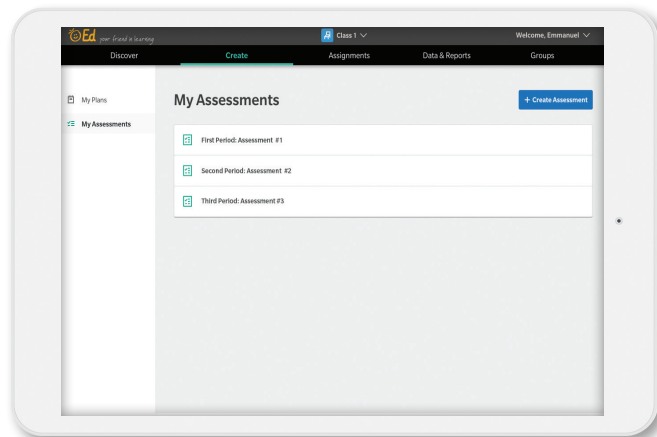 Ed your friend in learning
Class 1
Welcome, Emmanuel
Discover
Create
Assignments
Data & Reports
Groups
My Plans
My Assessments
My Assessments
+ Create Assessment
First Period: Assessment #1
Second Period: Assessment #2
Third Period: Assessment #3